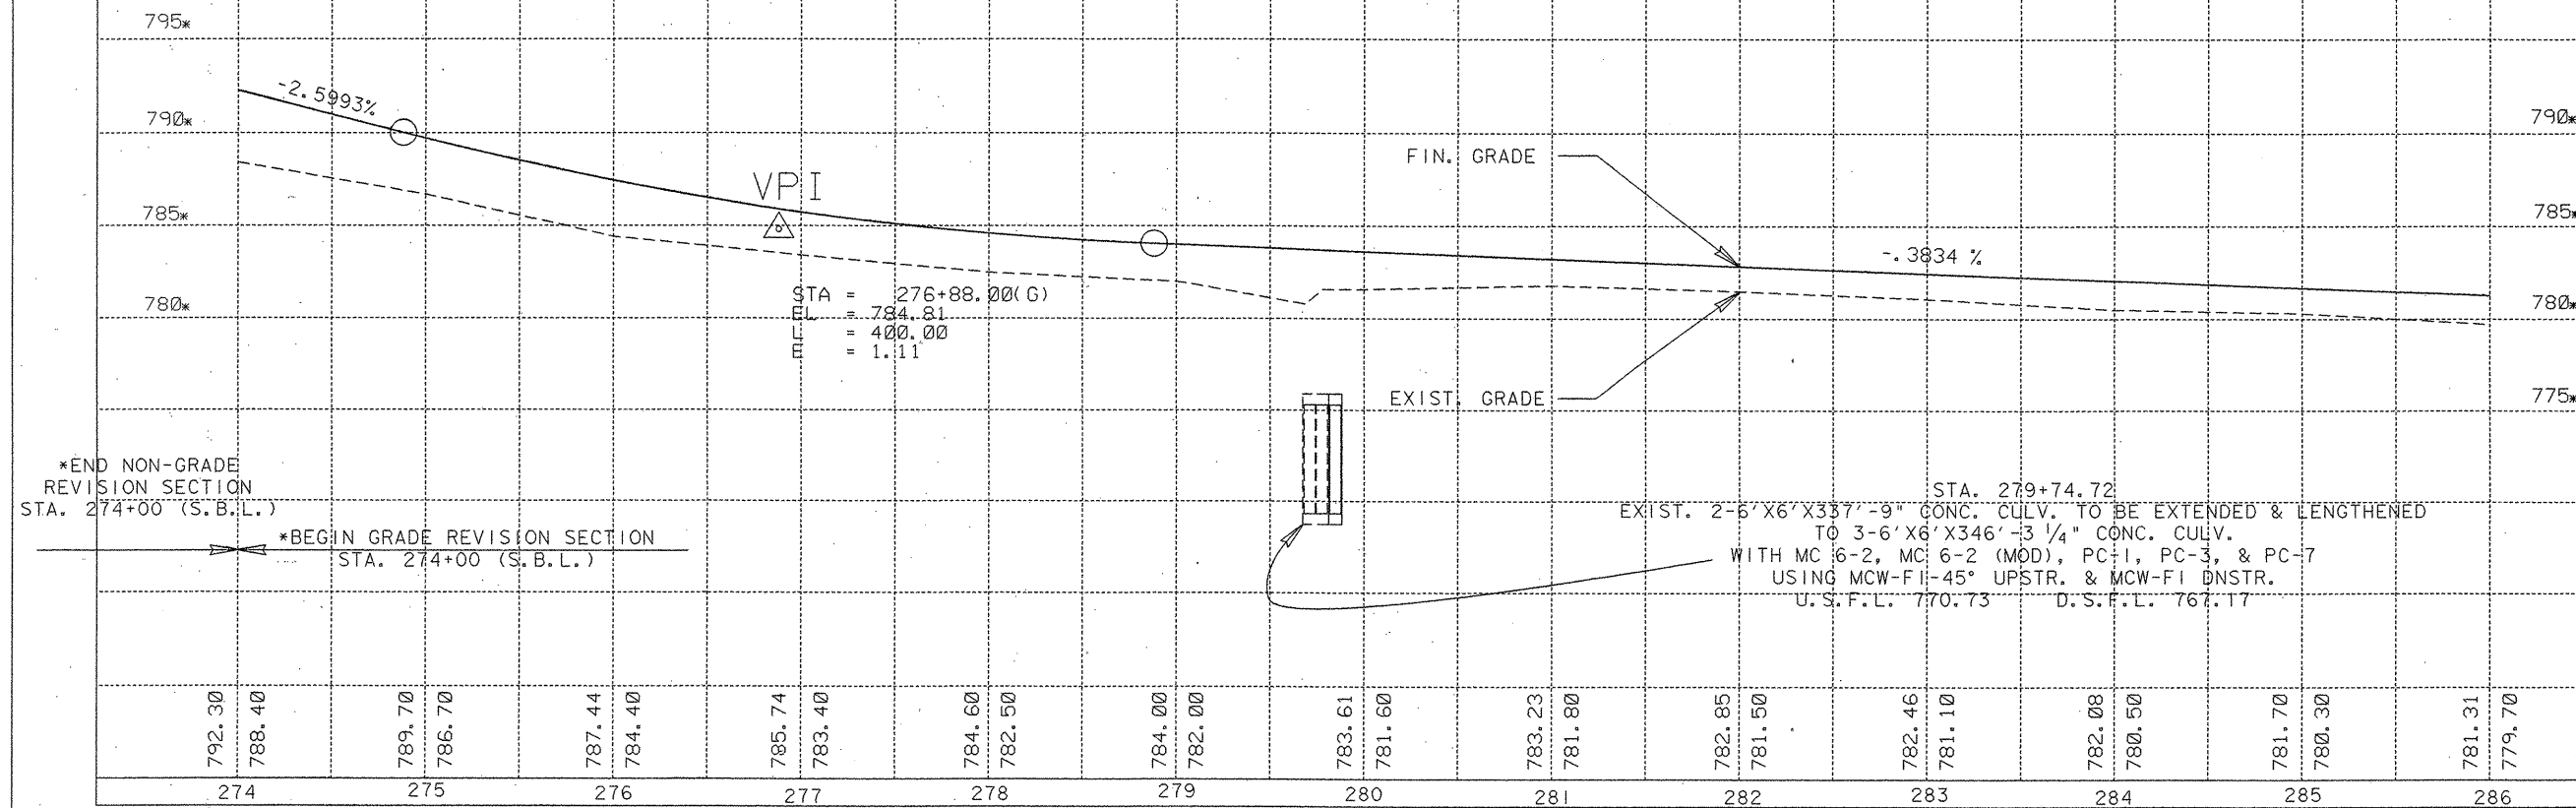 795*
-2.5993%
790*
790*
FIN. GRADE
VPI
785*
785*
-.3834 %
STA = 276+88.00(G)
780*
780*
EL = 784.81
L = 400.00
E = 1.11
EXIST. GRADE
775*
*END NON-GRADE
REVISION SECTION
STA. 274+00 (S.B.L.)
*BEGIN GRADE REVISION SECTION
STA. 274+00 (S.B.L.)
STA. 279+74.72
EXIST. 2-6'X6'X337'-9" CONC. CULV. TO BE EXTENDED & LENGTHENED
TO 3-6'X6'X346'-3 1/4" CONC. CULV.
WITH MC 6-2, MC 6-2 (MOD), PC-1, PC-3, & PC-7
USING MCW-F1-45° UPSTR. & MCW-F1 DNSTR.
U.S.F.L. 770.73 D.S.F.L. 767.17
792.30
788.40
789.70
786.70
787.44
784.40
785.74
783.40
784.60
782.50
784.00
782.00
783.61
781.60
783.23
781.80
782.85
781.50
782.46
781.10
782.08
780.50
781.70
780.30
781.31
779.70
274 275 276 277 278 279 280 281 282 283 284 285 286